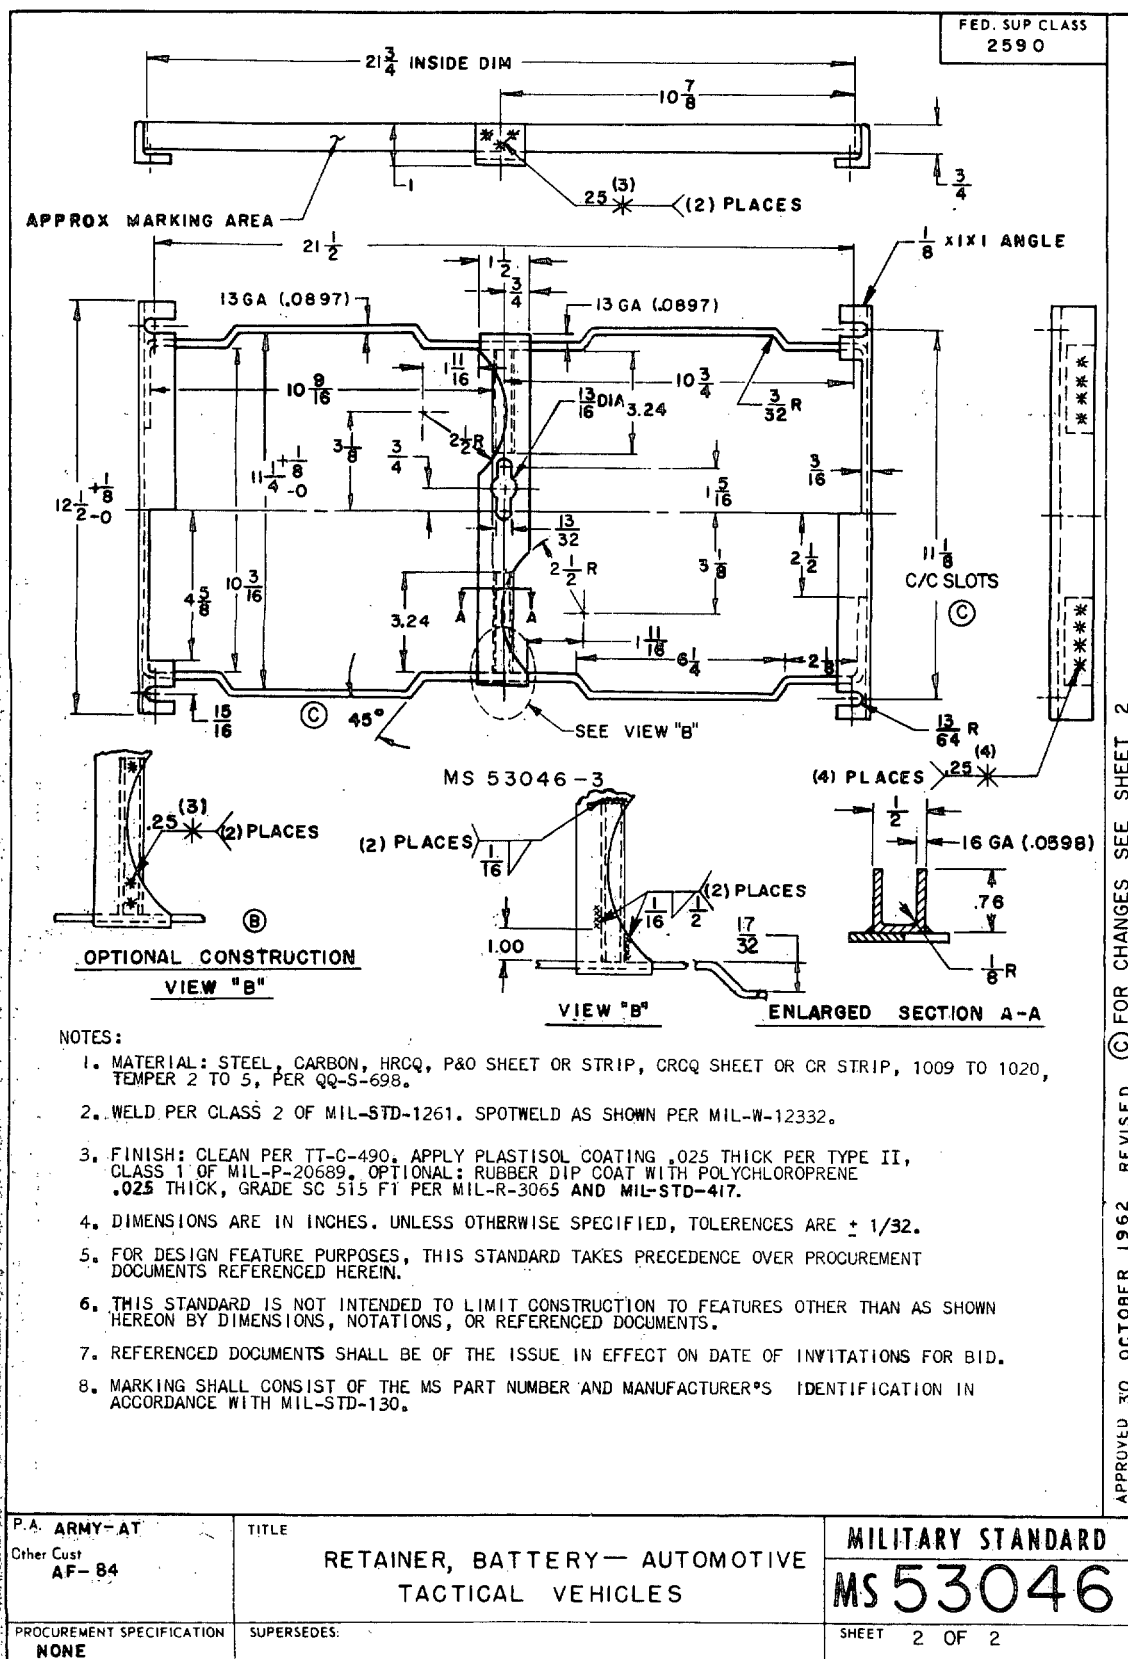 FED. SUP CLASS
2590
21 3/4 INSIDE DIM
10 7/8
1
3/4
(3)
.25 (2) PLACES
APPROX MARKING AREA
21 1/2
1 1/2
3/4
1/8 X1X1 ANGLE
13 GA (.0897)
13 GA (.0897)
1 11/16
10 9/16
10 3/4
13/16 DIA
3.24
3/32 R
3 1/8
3/4
2 1/2 R
3/16
12 1/2 +1/8 -0
11 1/4 +1/8 -0
1 5/16
13/32
2 1/2 R
3 1/8
2 1/2
11 1/8
C/C SLOTS
C
4 5/8
10 3/16
3.24
A A
1 11/16
6 1/4
2 1/8
15/16
C 45°
SEE VIEW "B"
13/64 R
(4)
(4) PLACES .25
MS 53046-3
(3)
.25 (2) PLACES
B
OPTIONAL CONSTRUCTION
VIEW "B"
(2) PLACES
1/16
(2) PLACES
1/16 1/2
1.00
17/32
VIEW "B"
1/2
16 GA (.0598)
.76
1/8 R
ENLARGED SECTION A-A
NOTES:
1. MATERIAL: STEEL, CARBON, HRCQ, P&O SHEET OR STRIP, CRCQ SHEET OR CR STRIP, 1009 TO 1020,
TEMPER 2 TO 5, PER QQ-S-698.
2. WELD PER CLASS 2 OF MIL-STD-1261. SPOTWELD AS SHOWN PER MIL-W-12332.
3. FINISH: CLEAN PER TT-C-490. APPLY PLASTISOL COATING .025 THICK PER TYPE II,
CLASS 1 OF MIL-P-20689. OPTIONAL: RUBBER DIP COAT WITH POLYCHLOROPRENE
.025 THICK, GRADE SC 515 F1 PER MIL-R-3065 AND MIL-STD-417.
4. DIMENSIONS ARE IN INCHES. UNLESS OTHERWISE SPECIFIED, TOLERENCES ARE ± 1/32.
5. FOR DESIGN FEATURE PURPOSES, THIS STANDARD TAKES PRECEDENCE OVER PROCUREMENT
DOCUMENTS REFERENCED HEREIN.
6. THIS STANDARD IS NOT INTENDED TO LIMIT CONSTRUCTION TO FEATURES OTHER THAN AS SHOWN
HEREON BY DIMENSIONS, NOTATIONS, OR REFERENCED DOCUMENTS.
7. REFERENCED DOCUMENTS SHALL BE OF THE ISSUE IN EFFECT ON DATE OF INVITATIONS FOR BID.
8. MARKING SHALL CONSIST OF THE MS PART NUMBER AND MANUFACTURER'S IDENTIFICATION IN
ACCORDANCE WITH MIL-STD-130.
APPROVED 30 OCTOBER 1962 REVISED C FOR CHANGES SEE SHEET 2
P.A. ARMY-AT
Other Cust
AF-84
TITLE
RETAINER, BATTERY— AUTOMOTIVE
TACTICAL VEHICLES
MILITARY STANDARD
MS 53046
PROCUREMENT SPECIFICATION
NONE
SUPERSEDES:
SHEET 2 OF 2